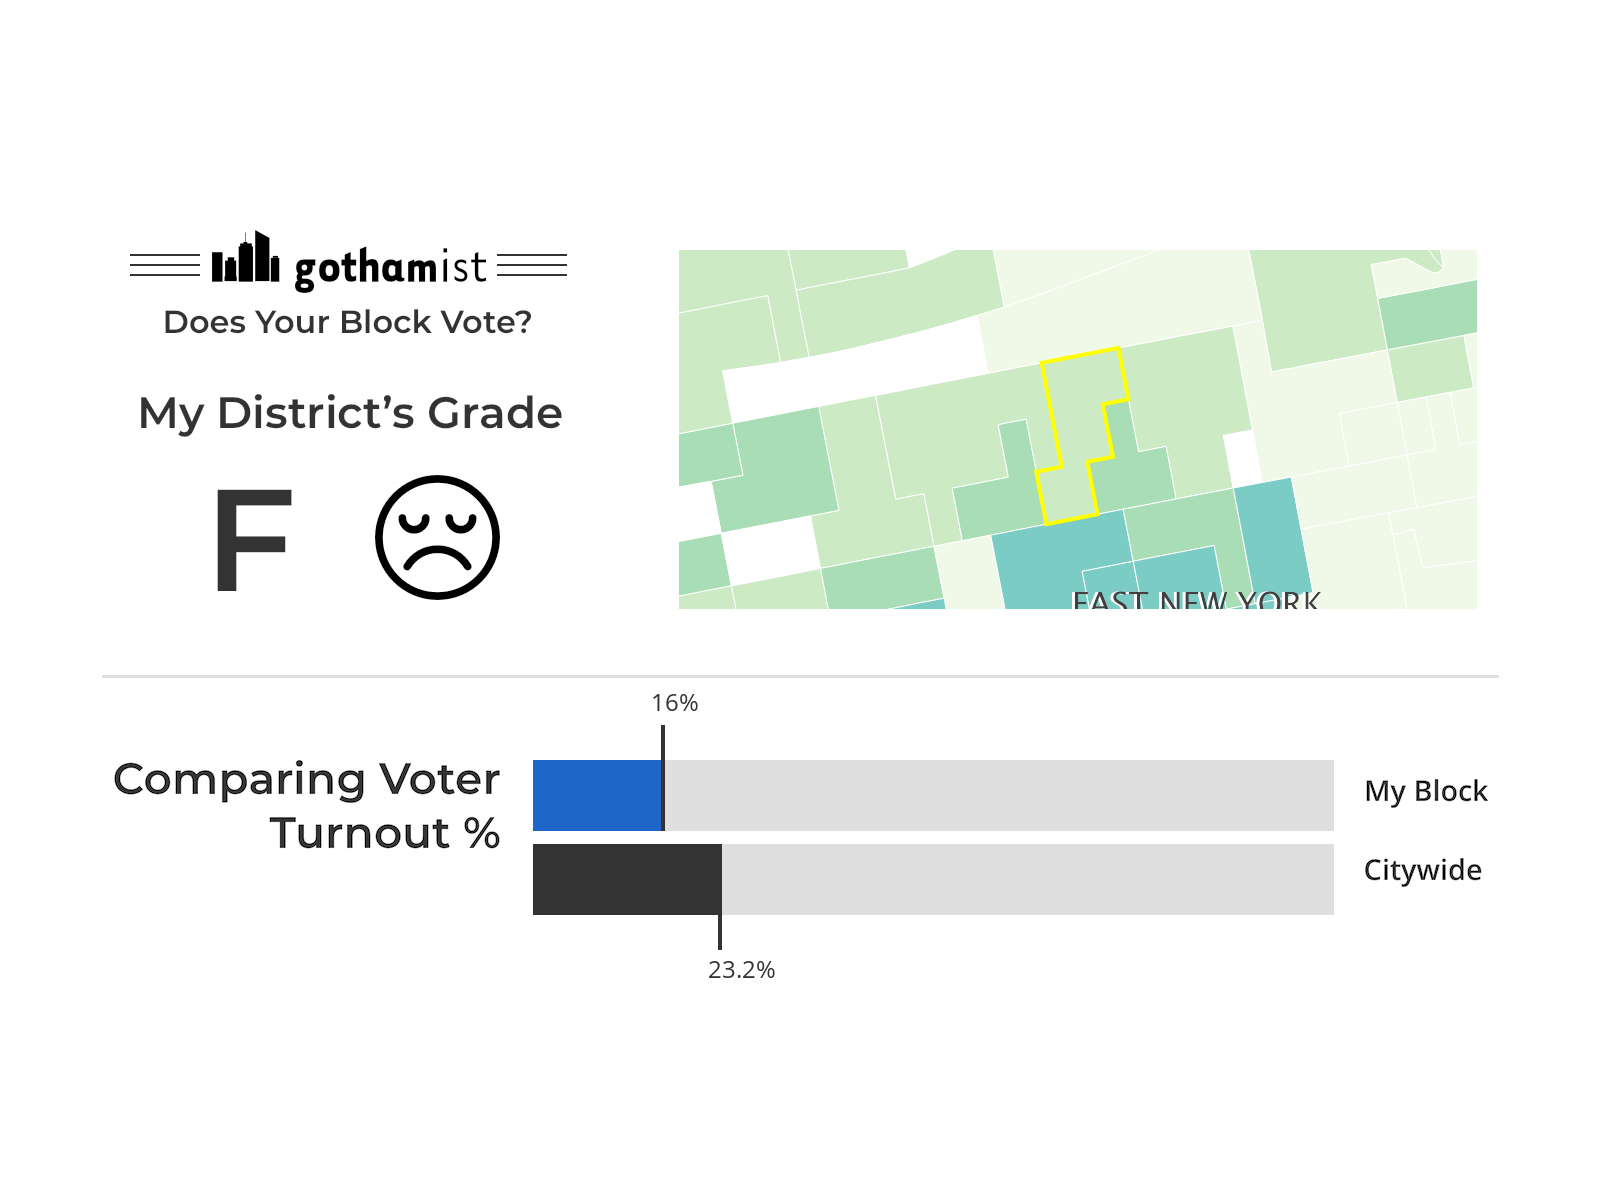 gothamist
Does Your Block Vote?
My District’s Grade
F
EAST NEW YORK
16%
Comparing Voter
Turnout %
My Block
Citywide
23.2%